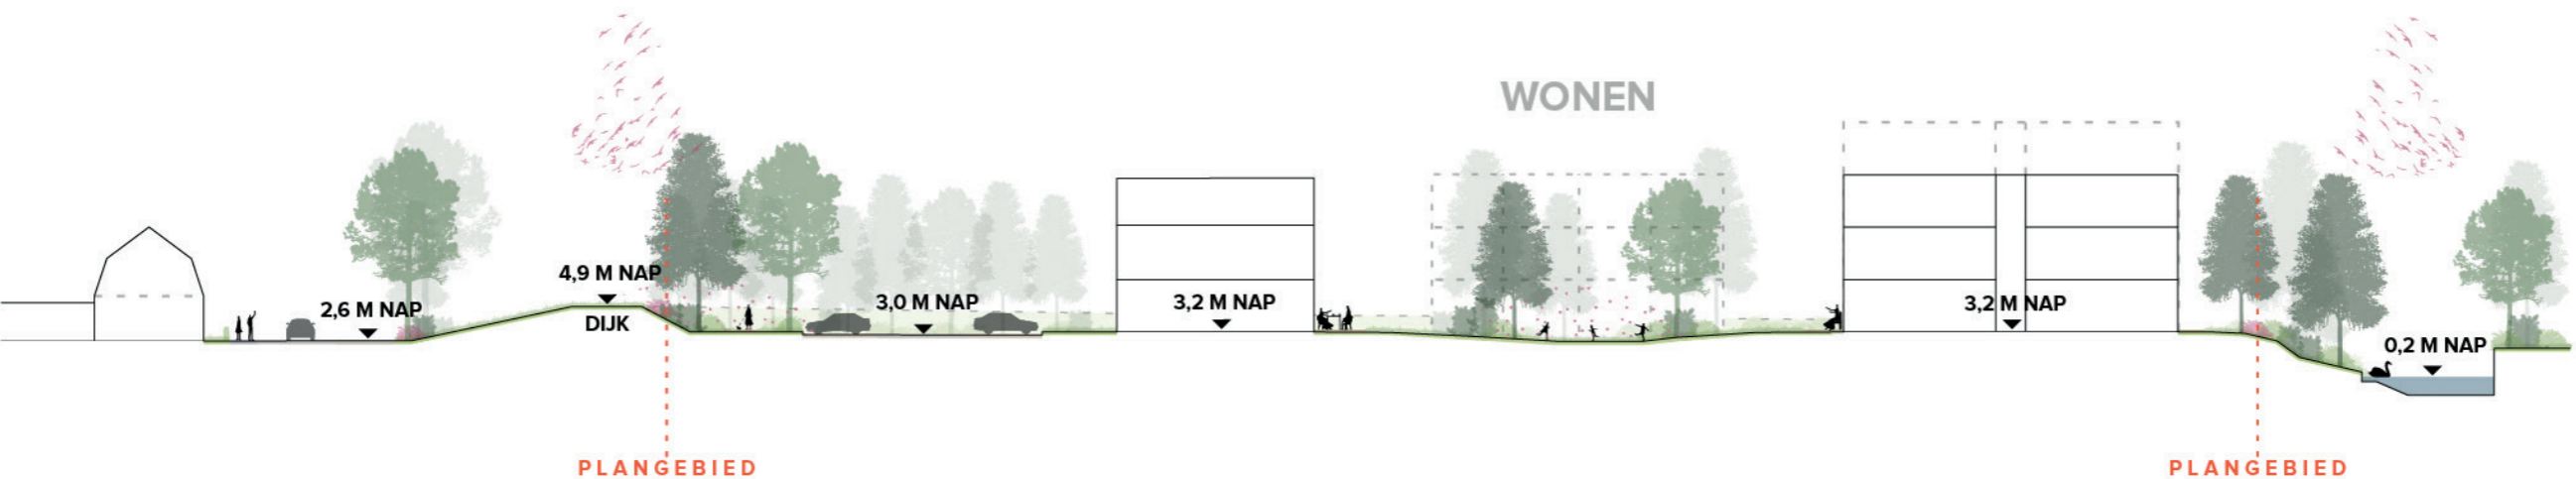 WONEN
2,6 M NAP
4,9 M NAP
DIJK
3,0 M NAP
3,2 M NAP
3,2 M NAP
0,2 M NAP
PLANGEBIED
PLANGEBIED